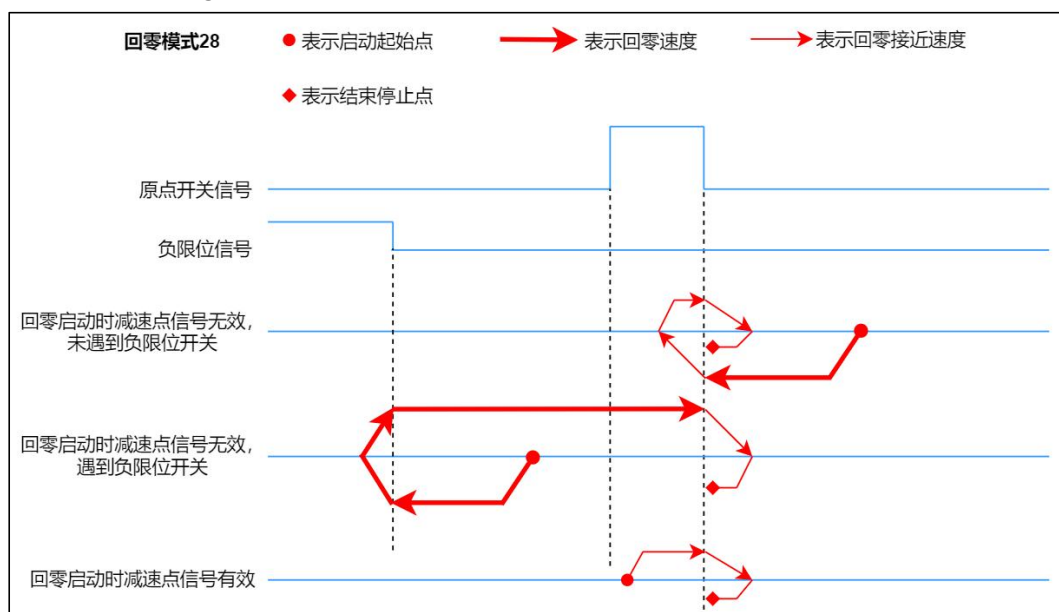 回零模式28
表示启动起始点
表示回零速度
表示回零接近速度
表示结束停止点
原点开关信号
负限位信号
回零启动时减速点信号无效,
未遇到负限位开关
回零启动时减速点信号无效,
遇到负限位开关
回零启动时减速点信号有效